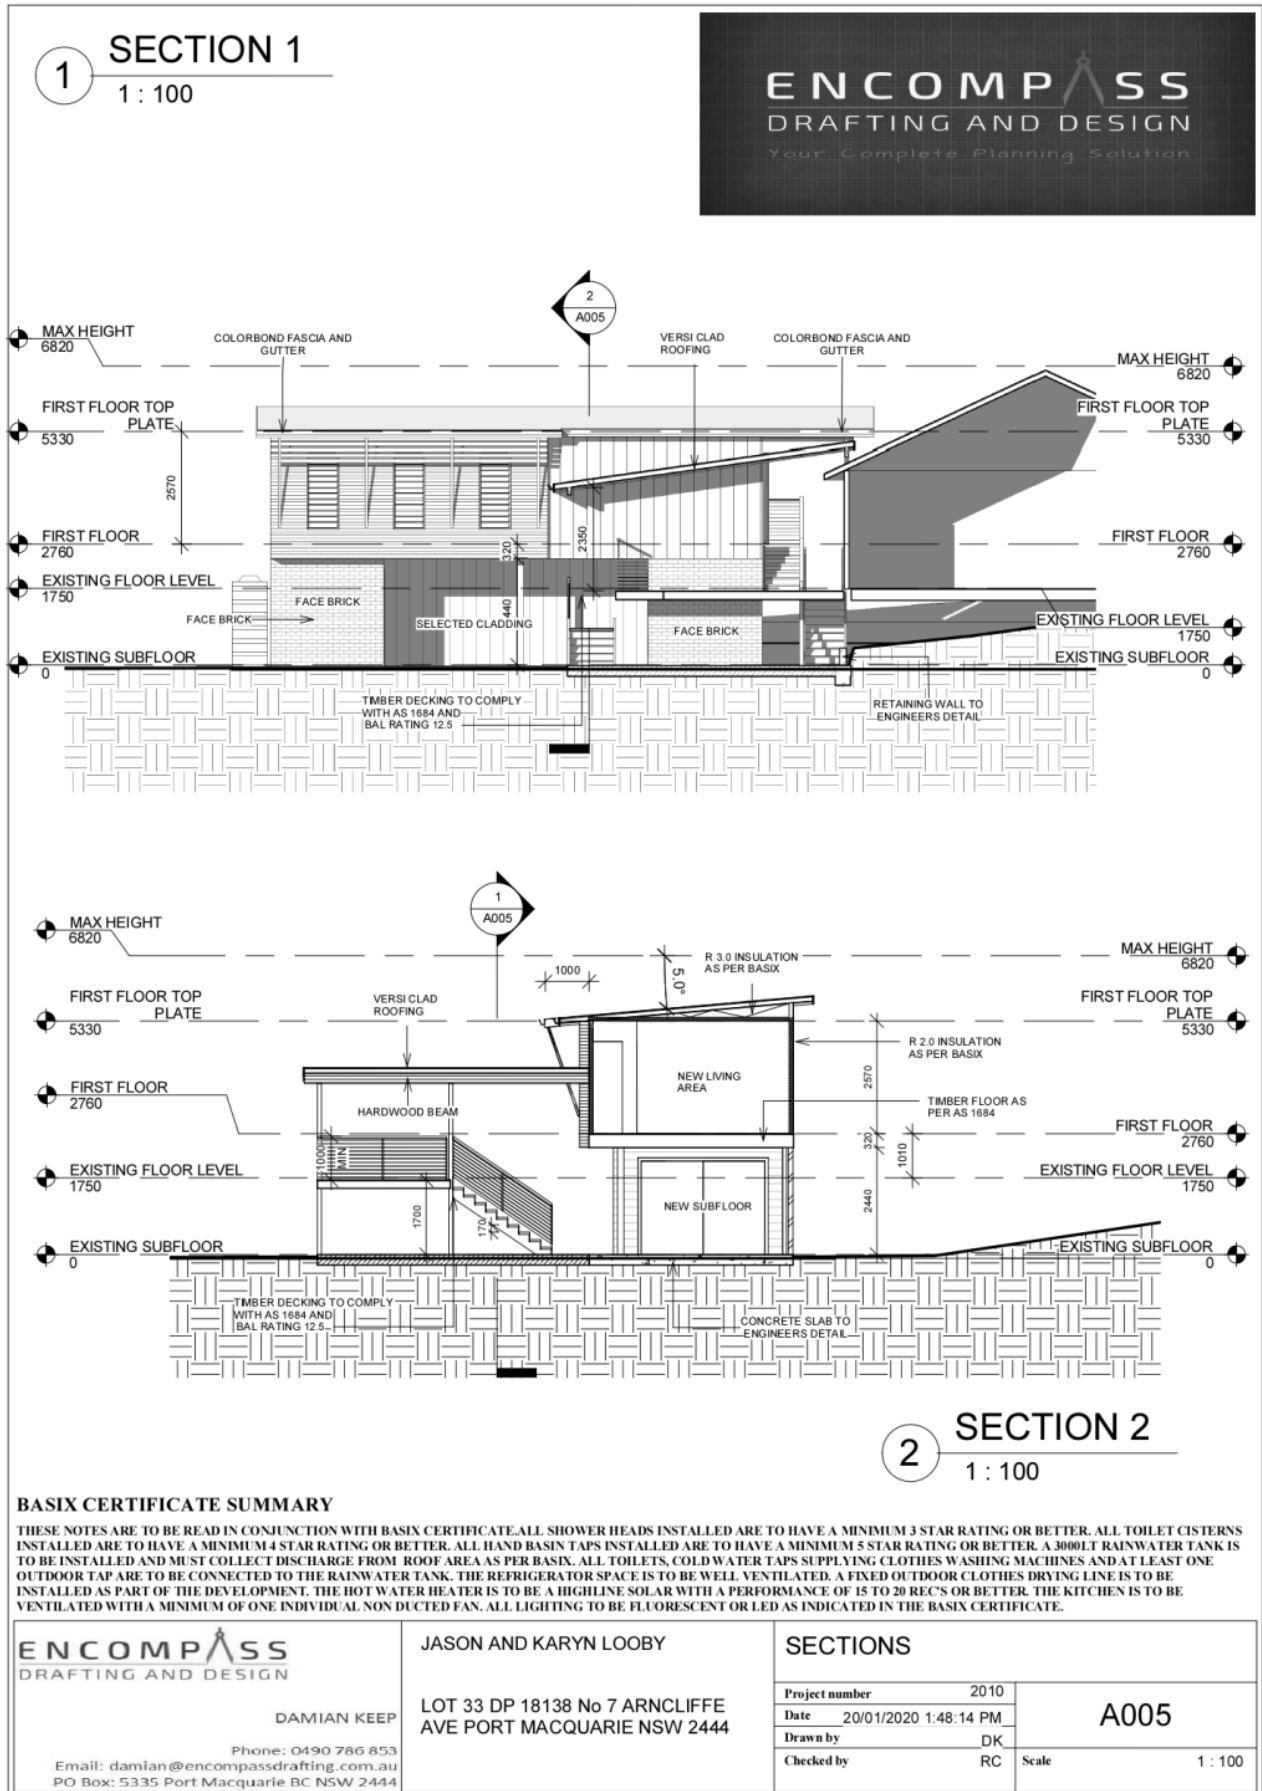 1
SECTION 1
1 : 100
ENCOMPASS
DRAFTING AND DESIGN
Your Complete Planning Solution
2
A005
MAX HEIGHT
6820
COLORBOND FASCIA AND
GUTTER
VERSI CLAD
ROOFING
COLORBOND FASCIA AND
GUTTER
MAX HEIGHT
6820
FIRST FLOOR TOP
PLATE
5330
FIRST FLOOR TOP
PLATE
5330
2570
2350
320
440
FIRST FLOOR
2760
FIRST FLOOR
2760
EXISTING FLOOR LEVEL
1750
FACE BRICK
FACE BRICK
SELECTED CLADDING
FACE BRICK
EXISTING FLOOR LEVEL
1750
EXISTING SUBFLOOR
0
EXISTING SUBFLOOR
0
TIMBER DECKING TO COMPLY
WITH AS 1684 AND
BAL RATING 12.5
RETAINING WALL TO
ENGINEERS DETAIL
1
A005
MAX HEIGHT
6820
1000
5.0°
R 3.0 INSULATION
AS PER BASIX
MAX HEIGHT
6820
FIRST FLOOR TOP
PLATE
5330
VERSI CLAD
ROOFING
FIRST FLOOR TOP
PLATE
5330
R 2.0 INSULATION
AS PER BASIX
NEW LIVING
AREA
2570
FIRST FLOOR
2760
HARDWOOD BEAM
TIMBER FLOOR AS
PER AS 1684
FIRST FLOOR
2760
320
1010
1000
MIN
EXISTING FLOOR LEVEL
1750
EXISTING FLOOR LEVEL
1750
1700
170
NEW SUBFLOOR
2440
EXISTING SUBFLOOR
0
EXISTING SUBFLOOR
0
TIMBER DECKING TO COMPLY
WITH AS 1684 AND
BAL RATING 12.5
CONCRETE SLAB TO
ENGINEERS DETAIL
2
SECTION 2
1 : 100
BASIX CERTIFICATE SUMMARY
THESE NOTES ARE TO BE READ IN CONJUNCTION WITH BASIX CERTIFICATE.ALL SHOWER HEADS INSTALLED ARE TO HAVE A MINIMUM 3 STAR RATING OR BETTER. ALL TOILET CISTERNS
INSTALLED ARE TO HAVE A MINIMUM 4 STAR RATING OR BETTER. ALL HAND BASIN TAPS INSTALLED ARE TO HAVE A MINIMUM 5 STAR RATING OR BETTER. A 3000LT RAINWATER TANK IS
TO BE INSTALLED AND MUST COLLECT DISCHARGE FROM ROOF AREA AS PER BASIX. ALL TOILETS, COLD WATER TAPS SUPPLYING CLOTHES WASHING MACHINES AND AT LEAST ONE
OUTDOOR TAP ARE TO BE CONNECTED TO THE RAINWATER TANK. THE REFRIGERATOR SPACE IS TO BE WELL VENTILATED. A FIXED OUTDOOR CLOTHES DRYING LINE IS TO BE
INSTALLED AS PART OF THE DEVELOPMENT. THE HOT WATER HEATER IS TO BE A HIGHLINE SOLAR WITH A PERFORMANCE OF 15 TO 20 REC'S OR BETTER. THE KITCHEN IS TO BE
VENTILATED WITH A MINIMUM OF ONE INDIVIDUAL NON DUCTED FAN. ALL LIGHTING TO BE FLUORESCENT OR LED AS INDICATED IN THE BASIX CERTIFICATE.
ENCOMPASS
DRAFTING AND DESIGN
DAMIAN KEEP
Phone: 0490 786 853
Email: damian@encompassdrafting.com.au
PO Box: 5335 Port Macquarie BC NSW 2444
JASON AND KARYN LOOBY
LOT 33 DP 18138 No 7 ARNCLIFFE
AVE PORT MACQUARIE NSW 2444
SECTIONS
Project number 2010
Date 20/01/2020 1:48:14 PM
Drawn by DK
Checked by RC
A005
Scale 1 : 100